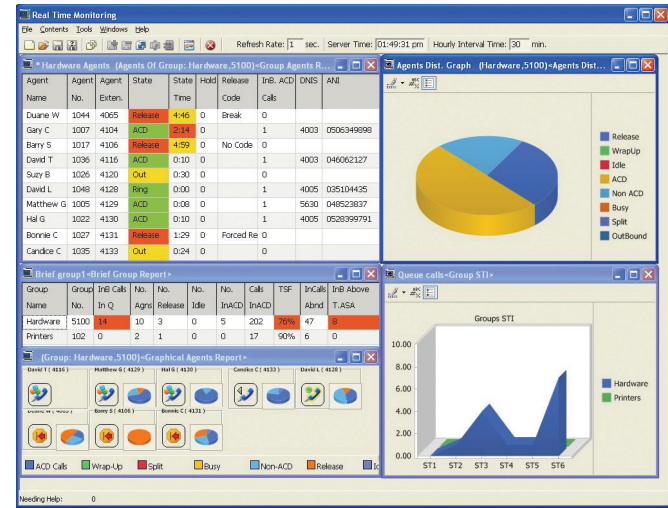 Real Time Monitoring
File Contents Tools Windows Help
Refresh Rate: 1 sec. Server Time: 01:49:31 pm Hourly Interval Time: 30 min.
* Hardware Agents (Agents Of Group: Hardware,5100)<Group Agents R...
Agent Agent Agent State State Hold Release InB. ACD DNIS ANI
Name No. Exten. Time Code Calls
Duane W 1044 4065 Release 4:46 0 Break 0
Gary C 1007 4104 ACD 2:14 0 1 4003 0506349898
Barry S 1017 4106 Release 4:59 0 No Code 0
David T 1036 4116 ACD 0:10 0 1 4003 046062127
Suzy B 1026 4120 Out 0:30 0 0
David L 1048 4128 Ring 0:00 0 1 4005 035104435
Matthew G 1005 4129 ACD 0:08 0 1 5630 048523837
Hal G 1022 4130 ACD 0:10 0 1 4005 0528399791
Bonnie C 1027 4131 Release 1:29 0 Forced Re 0
Candice C 1035 4133 Out 0:24 0 0
Agents Dist. Graph (Hardware,5100)<Agents Dist...
Release
WrapUp
Idle
ACD
Non ACD
Busy
Split
OutBound
Brief group1<Brief Group Report>
Group Group InB Calls No. No. No. No. Calls TSF InCalls InB Above
Name No. In Q Agns Release Idle InACD InACD Abnd T.ASA
Hardware 5100 14 10 3 0 5 202 76% 47 8
Printers 102 0 2 1 0 0 17 90% 6 0
(Group: Hardware,5100)<Graphical Agents Report>
David T ( 4116 ) Matthew G ( 4129 ) Hal G ( 4130 ) Candice C ( 4133 ) David L ( 4128 )
Barry S ( 4106 ) Bonnie C ( 4131 )
ACD Calls Wrap-Up Split Busy Non-ACD Release
Queue calls<Group STI>
Groups STI
10.00
8.00
6.00
4.00
2.00
0.00
ST1 ST2 ST3 ST4 ST5 ST6
Hardware
Printers
Needing Help: 0